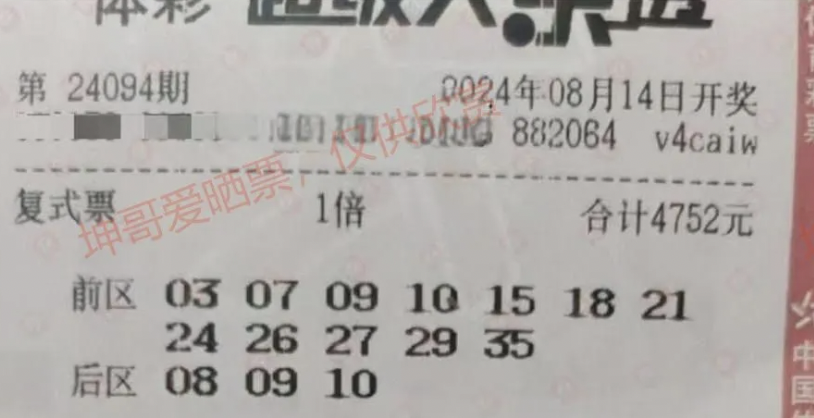 体彩 超级大乐透
第 24094期 2024年08月14日开奖
882064 v4caiw
复式票 1倍 合计4752元
坤哥爱晒票，仅供欣赏
前区 03 07 09 10 15 18 21
24 26 27 29 35
后区 08 09 10
中国